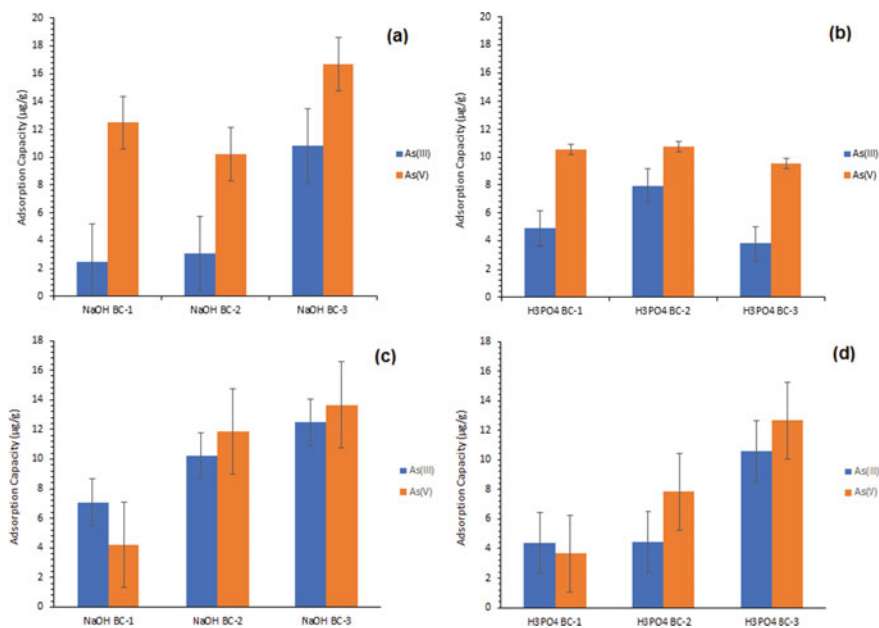 (a)
Adsorption Capacity (µg/g)
20
18
16
14
12
10
8
6
4
2
0
NaOH BC-1
NaOH BC-2
NaOH BC-3
As(III)
As(V)
(b)
Adsorption Capacity (µg/g)
20
18
16
14
12
10
8
6
4
2
0
H3PO4 BC-1
H3PO4 BC-2
H3PO4 BC-3
As(III)
As(V)
(c)
Adsorption Capacity (µg/g)
18
16
14
12
10
8
6
4
2
0
NaOH BC-1
NaOH BC-2
NaOH BC-3
As(III)
As(V)
(d)
Adsorption Capacity (µg/g)
18
16
14
12
10
8
6
4
2
0
H3PO4 BC-1
H3PO4 BC-2
H3PO4 BC-3
As(III)
As(V)